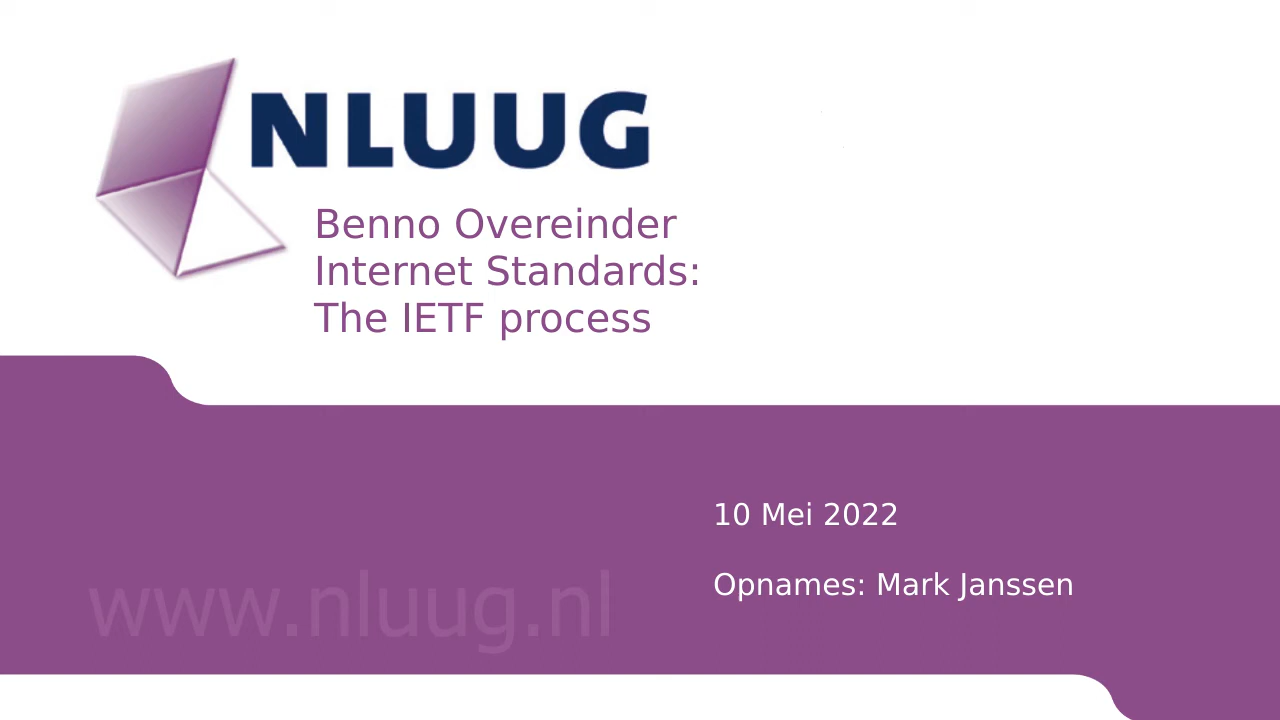 NLUUG
Benno Overeinder
Internet Standards:
The IETF process
10 Mei 2022
Opnames: Mark Janssen
www.nluug.nl